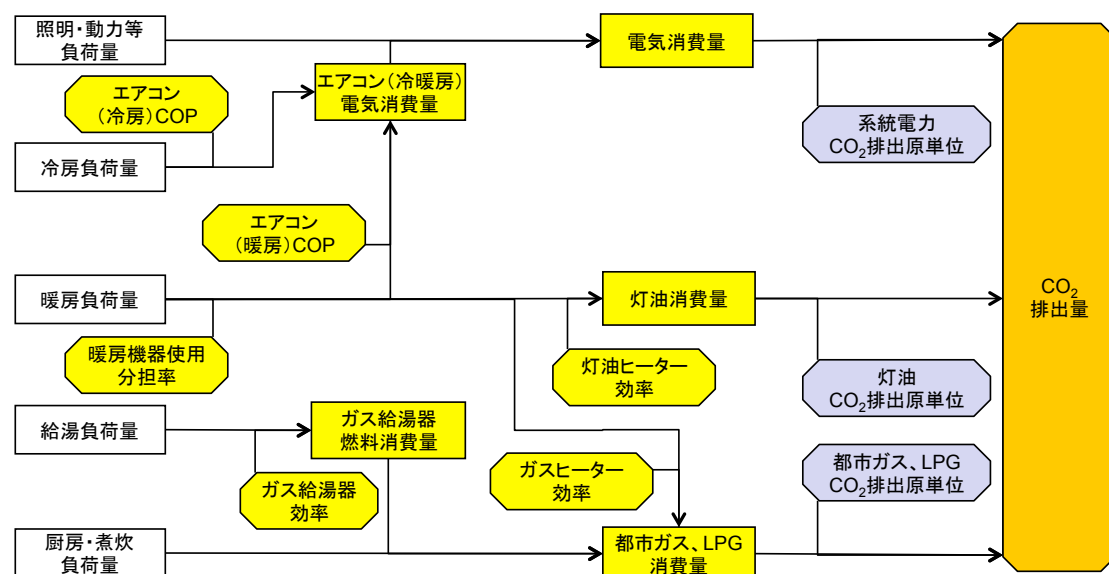 照明・動力等
負荷量
電気消費量
エアコン（冷暖房）
電気消費量
エアコン
（冷房）COP
系統電力
CO₂排出原単位
冷房負荷量
エアコン
（暖房）COP
暖房負荷量
灯油消費量
CO₂
排出量
暖房機器使用
分担率
灯油ヒーター
効率
灯油
CO₂排出原単位
給湯負荷量
ガス給湯器
燃料消費量
都市ガス、LPG
CO₂排出原単位
ガスヒーター
効率
ガス給湯器
効率
厨房・煮炊
負荷量
都市ガス、LPG
消費量